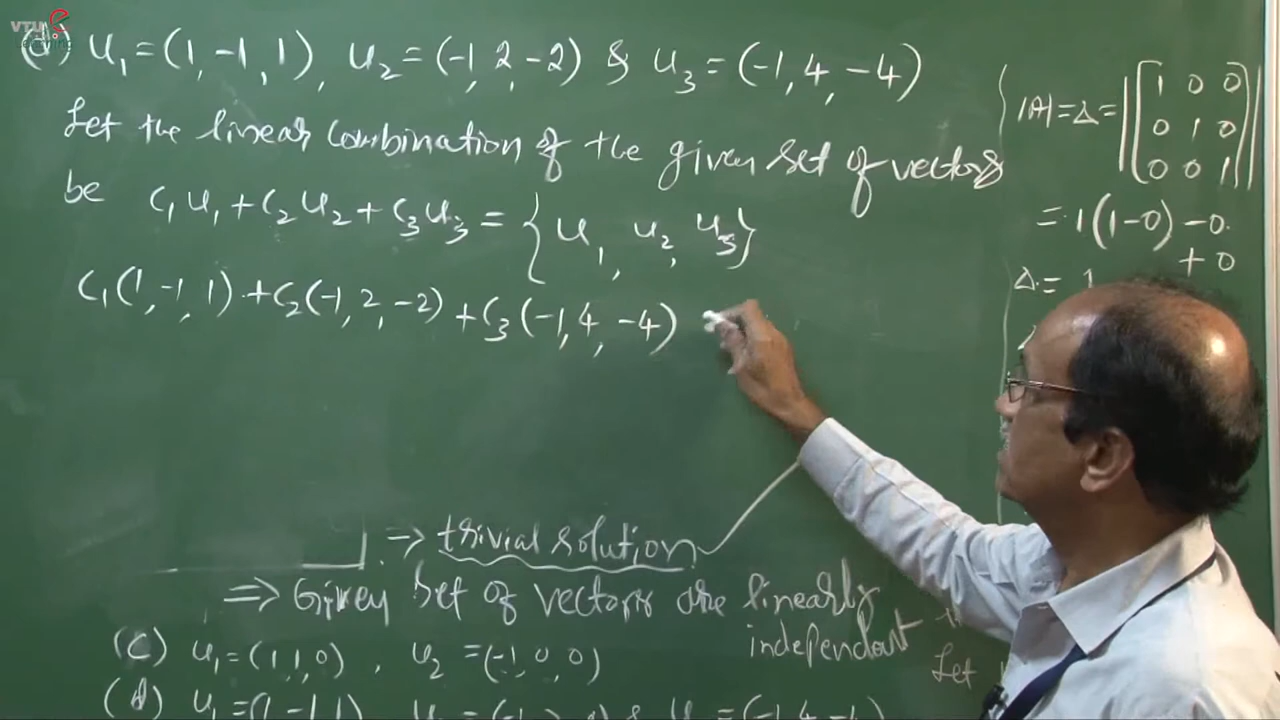 VTU e
Learning
(d) u₁ = (1, -1, 1), u₂ = (-1, 2, -2) & u₃ = (-1, 4, -4)
Let the linear Combination of the given set of vectors
be c₁u₁ + c₂u₂ + c₃u₃ = {u₁, u₂, u₃}
c₁(1, -1, 1) + c₂(-1, 2, -2) + c₃(-1, 4, -4)
-> trivial solution
=> Given set of vectors are linearly
independant
(c) u₁ = (1, 1, 0), u₂ = (-1, 0, 0)
(d)
|A| = Δ = |[1 0 0
0 1 0
0 0 1]|
= 1(1-0) - 0
+ 0
Δ = 1
Let